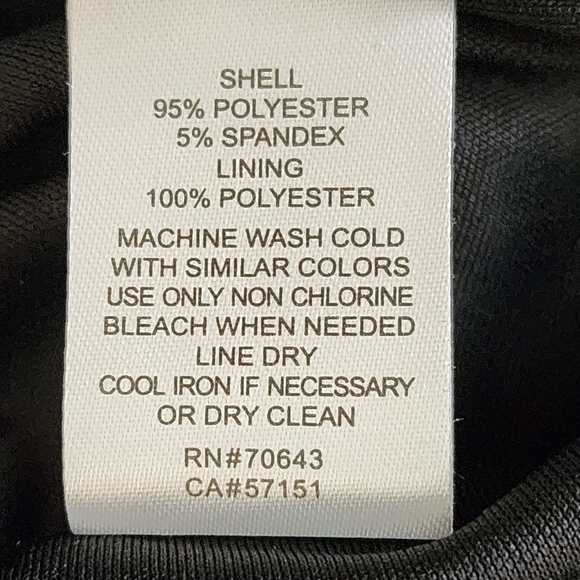 SHELL
95% POLYESTER
5% SPANDEX
LINING
100% POLYESTER
MACHINE WASH COLD
WITH SIMILAR COLORS
USE ONLY NON CHLORINE
BLEACH WHEN NEEDED
LINE DRY
COOL IRON IF NECESSARY
OR DRY CLEAN
RN#70643
CA#57151